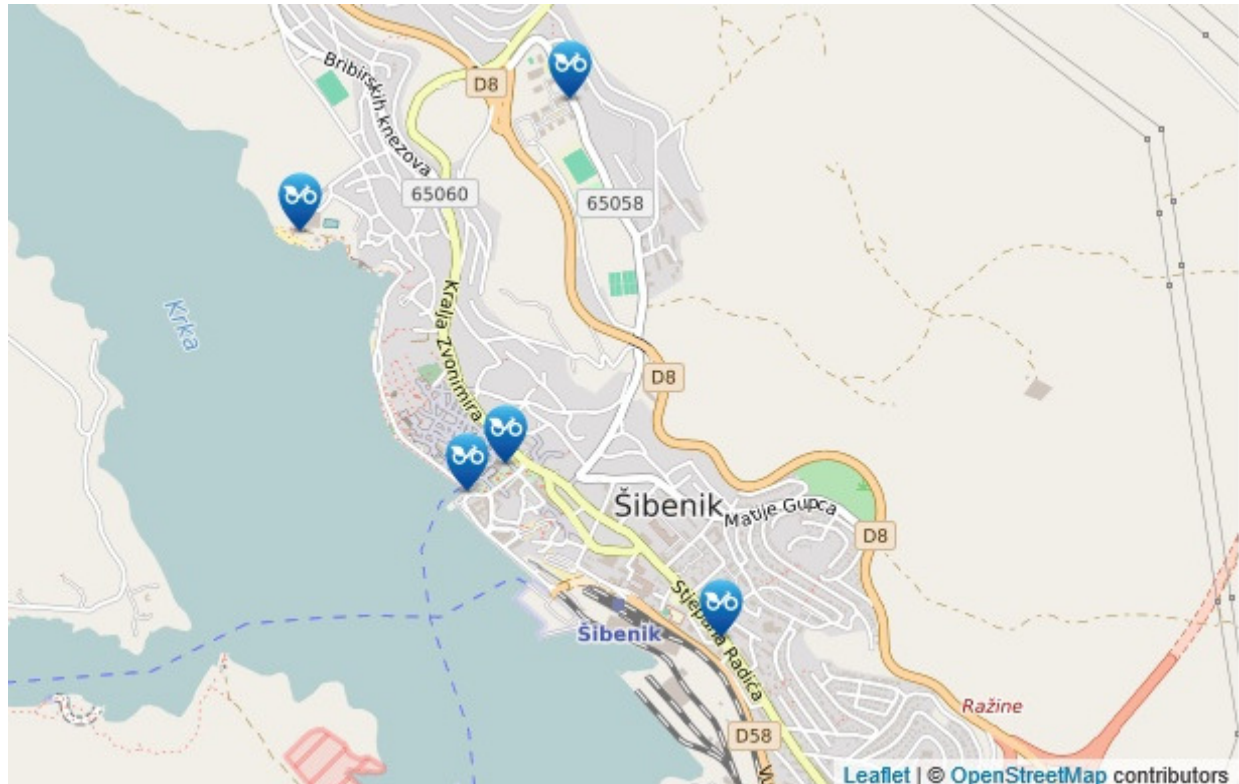 Bribirskih knezova
D8
65060
65058
Krka
Kralja Zvonimira
D8
Šibenik
Matije Gupca
D8
Stjepana Radića
Šibenik
Ražine
D58
Leaflet | © OpenStreetMap contributors